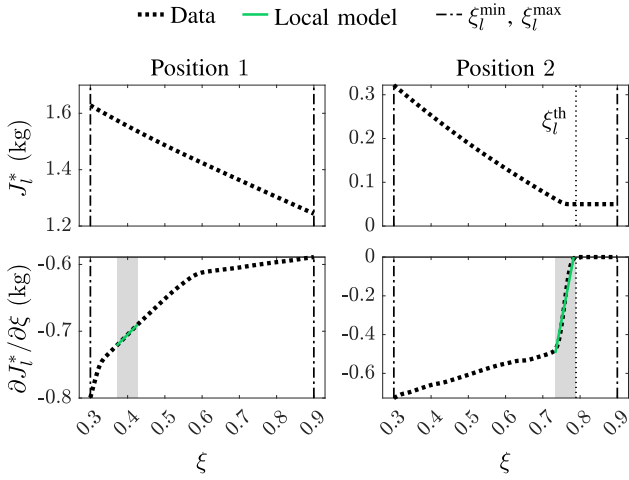 Data Local model ξ_l^min, ξ_l^max
Position 1 Position 2
J_l^* (kg)
1.6
1.4
1.2
0.3
0.2
0.1
0
ξ_l^th
∂J_l^*/∂ξ (kg)
-0.6
-0.7
-0.8
0
-0.2
-0.4
-0.6
0.3 0.4 0.5 0.6 0.7 0.8 0.9
0.3 0.4 0.5 0.6 0.7 0.8 0.9
ξ ξ